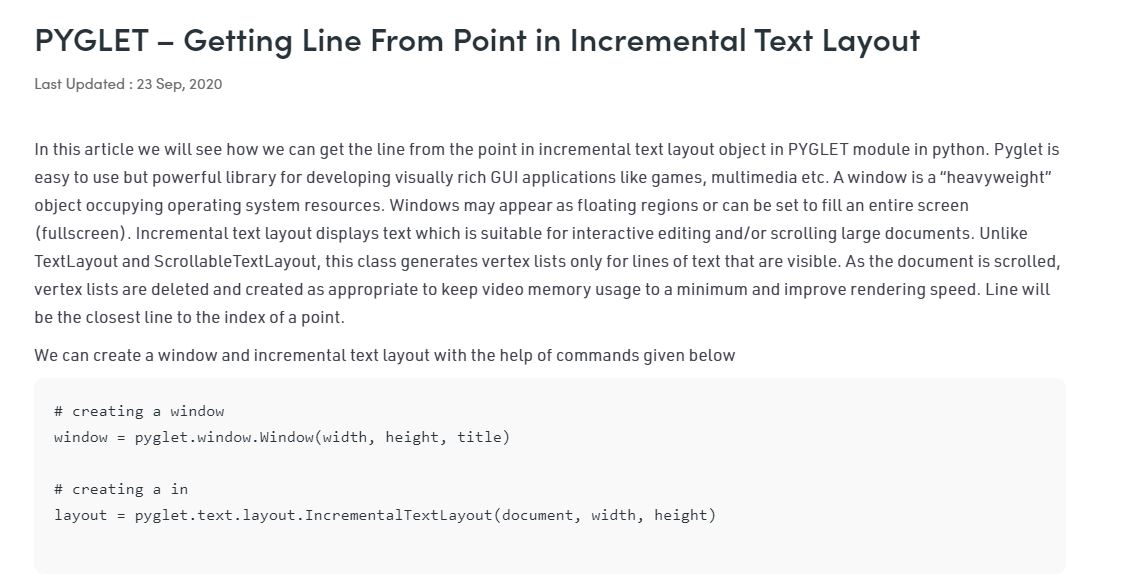 PYGLET – Getting Line From Point in Incremental Text Layout
Last Updated : 23 Sep, 2020
In this article we will see how we can get the line from the point in incremental text layout object in PYGLET module in python. Pyglet is
easy to use but powerful library for developing visually rich GUI applications like games, multimedia etc. A window is a “heavyweight”
object occupying operating system resources. Windows may appear as floating regions or can be set to fill an entire screen
(fullscreen). Incremental text layout displays text which is suitable for interactive editing and/or scrolling large documents. Unlike
TextLayout and ScrollableTextLayout, this class generates vertex lists only for lines of text that are visible. As the document is scrolled,
vertex lists are deleted and created as appropriate to keep video memory usage to a minimum and improve rendering speed. Line will
be the closest line to the index of a point.
We can create a window and incremental text layout with the help of commands given below
# creating a window
window = pyglet.window.Window(width, height, title)
# creating a in
layout = pyglet.text.layout.IncrementalTextLayout(document, width, height)